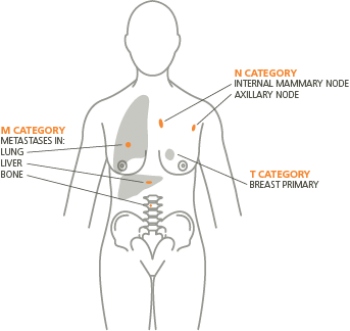 N CATEGORY
INTERNAL MAMMARY NODE
AXILLARY NODE
M CATEGORY
METASTASES IN:
LUNG
LIVER
BONE
T CATEGORY
BREAST PRIMARY